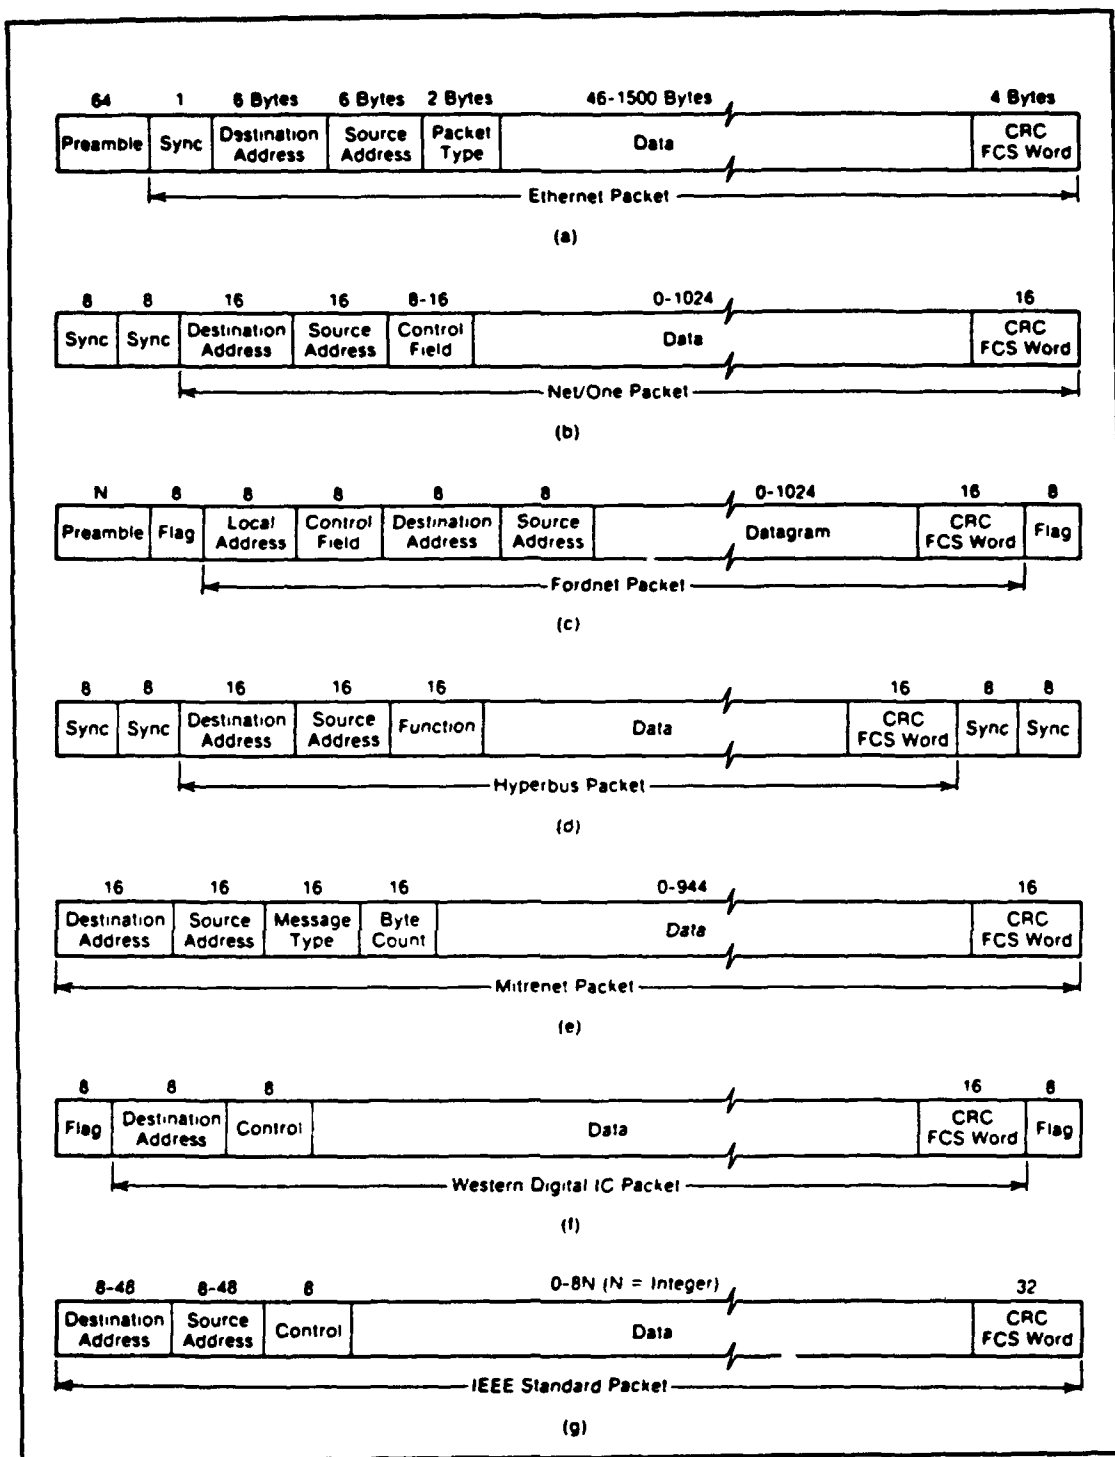 64 1 6 Bytes 6 Bytes 2 Bytes 46-1500 Bytes 4 Bytes
Preamble Sync Destination Address Source Address Packet Type Data CRC FCS Word
Ethernet Packet
(a)
8 8 16 16 8-16 0-1024 16
Sync Sync Destination Address Source Address Control Field Data CRC FCS Word
Net/One Packet
(b)
N 8 8 8 8 8 0-1024 16 8
Preamble Flag Local Address Control Field Destination Address Source Address Datagram CRC FCS Word Flag
Fordnet Packet
(c)
8 8 16 16 16 16 8 8
Sync Sync Destination Address Source Address Function Data CRC FCS Word Sync Sync
Hyperbus Packet
(d)
16 16 16 16 0-944 16
Destination Address Source Address Message Type Byte Count Data CRC FCS Word
Mitrenet Packet
(e)
8 8 8 16 8
Flag Destination Address Control Data CRC FCS Word Flag
Western Digital IC Packet
(f)
8-48 8-48 8 0-8N (N = Integer) 32
Destination Address Source Address Control Data CRC FCS Word
IEEE Standard Packet
(g)